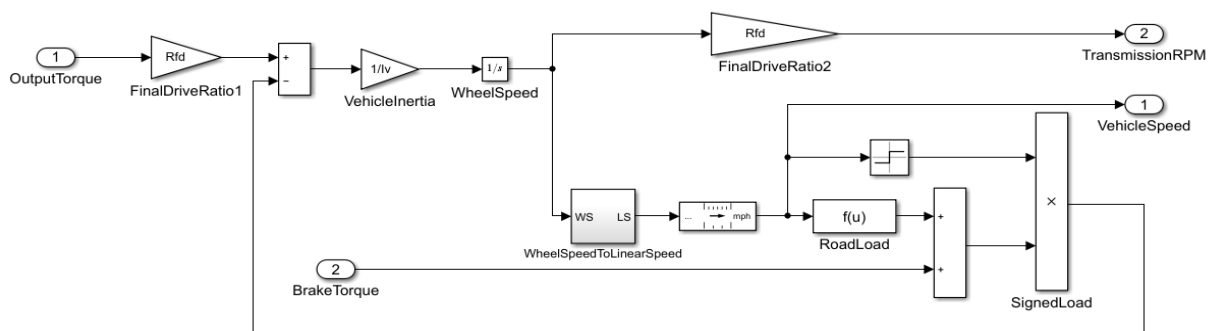 1
OutputTorque
Rfd
FinalDriveRatio1
+
−
1/Iv
VehicleInertia
1/s
WheelSpeed
Rfd
FinalDriveRatio2
2
TransmissionRPM
1
VehicleSpeed
WS LS
WheelSpeedToLinearSpeed
... mph
f(u)
RoadLoad
+
+
×
SignedLoad
2
BrakeTorque